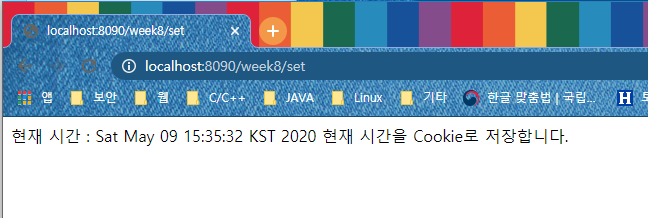 localhost:8090/week8/set
localhost:8090/week8/set
앱 보안 웹 C/C++ JAVA Linux 기타 한글 맞춤법 | 국립... H
현재 시간 : Sat May 09 15:35:32 KST 2020 현재 시간을 Cookie로 저장합니다.